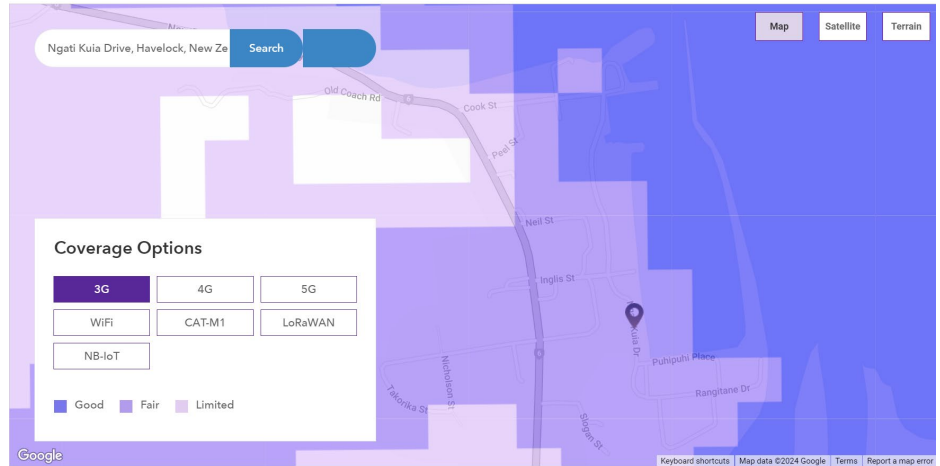 Ngati Kuia Drive, Havelock, New Ze
Search
Map
Satellite
Terrain
Old Coach Rd
Cook St
Peel St
Neil St
Inglis St
Kuia Dr
Puhipuhi Place
Rangitane Dr
Nicholson St
Takorika St
Slogan St
Coverage Options
3G
4G
5G
WiFi
CAT-M1
LoRaWAN
NB-IoT
Good
Fair
Limited
Google
Keyboard shortcuts
Map data ©2024 Google
Terms
Report a map error